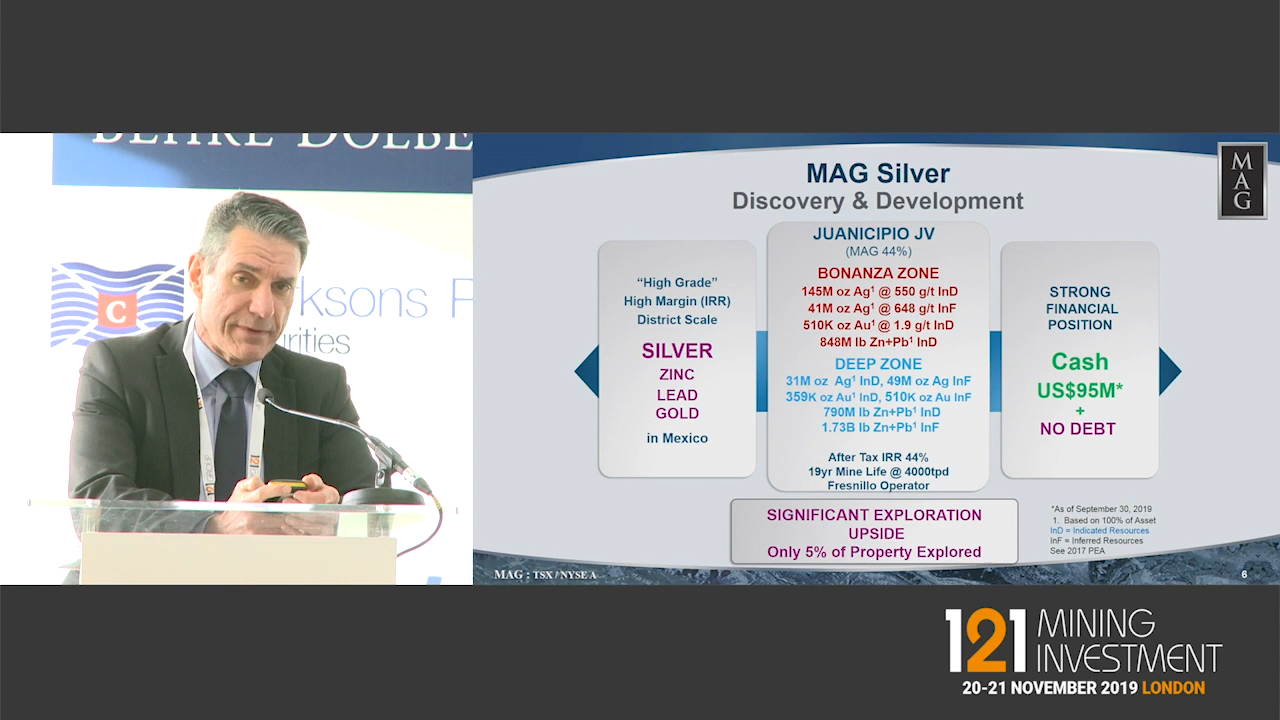 C
121
MAG Silver
Discovery & Development
MAG
"High Grade"
High Margin (IRR)
District Scale
SILVER
ZINC
LEAD
GOLD
in Mexico
JUANICIPIO JV
(MAG 44%)
BONANZA ZONE
145M oz Ag¹ @ 550 g/t InD
41M oz Ag¹ @ 648 g/t InF
510K oz Au¹ @ 1.9 g/t InD
848M lb Zn+Pb¹ InD
DEEP ZONE
31M oz Ag¹ InD, 49M oz Ag InF
359K oz Au¹ InD, 510K oz Au InF
790M lb Zn+Pb¹ InD
1.73B lb Zn+Pb¹ InF
After Tax IRR 44%
19yr Mine Life @ 4000tpd
Fresnillo Operator
STRONG
FINANCIAL
POSITION
Cash
US$95M*
+
NO DEBT
SIGNIFICANT EXPLORATION
UPSIDE
Only 5% of Property Explored
*As of September 30, 2019
1. Based on 100% of Asset
InD = Indicated Resources
InF = Inferred Resources
See 2017 PEA
MAG : TSX / NYSE A
6
121 MINING
INVESTMENT
20-21 NOVEMBER 2019 LONDON